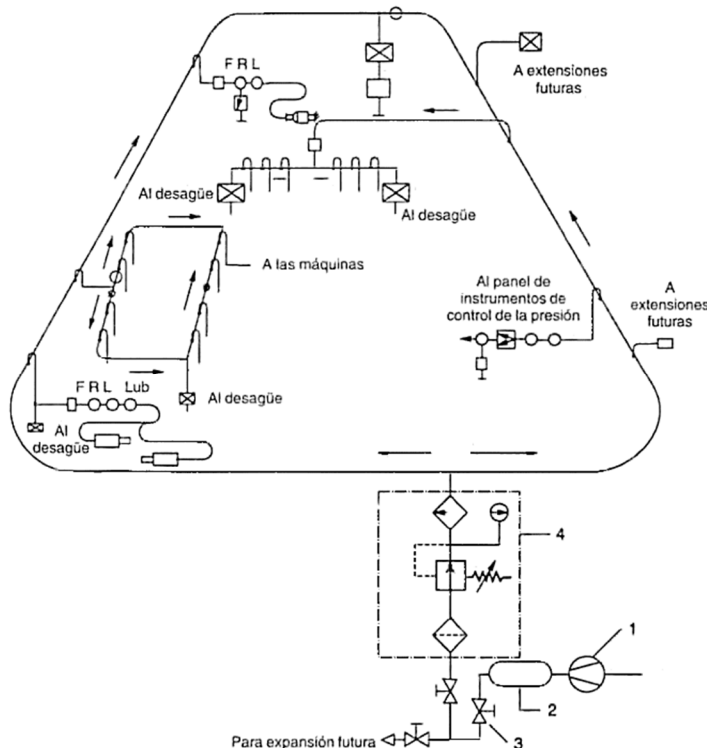 F R L
A extensiones
futuras
Al desagüe
Al desagüe
A las máquinas
Al panel de
instrumentos de
control de la presión
A
extensiones
futuras
F R L Lub
Al desagüe
Al
desagüe
4
1
2
3
Para expansión futura